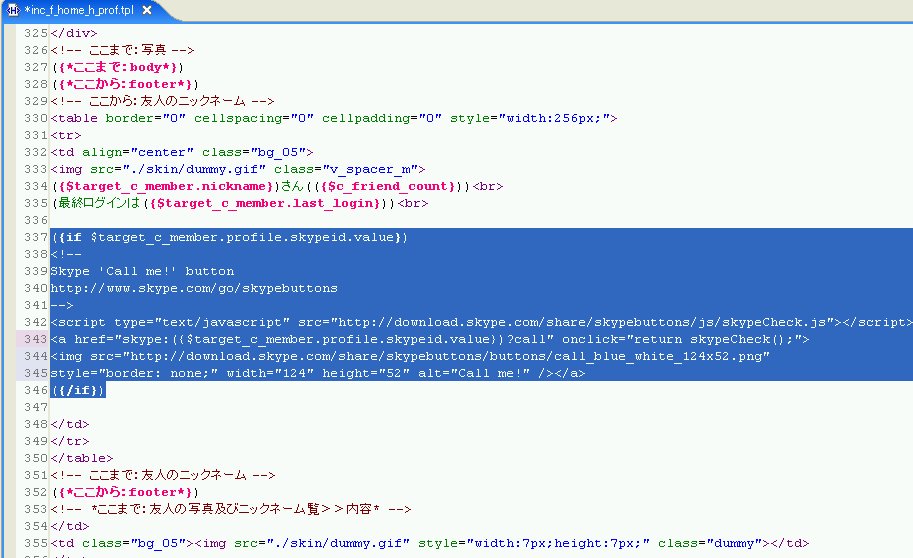 *inc_f_home_h_prof.tpl
325 </div>
326 <!-- ここまで:写真 -->
327 ({*ここまで:body*})
328 ({*ここから:footer*})
329 <!-- ここから:友人のニックネーム -->
330 <table border="0" cellspacing="0" cellpadding="0" style="width:256px;">
331 <tr>
332 <td align="center" class="bg_05">
333 <img src="./skin/dummy.gif" class="v_spacer_m">
334 ({$target_c_member.nickname})さん(({$c_friend_count}))<br>
335 (最終ログインは({$target_c_member.last_login}))<br>
336
337 ({if $target_c_member.profile.skypeid.value})
338 <!--
339 Skype 'Call me!' button
340 http://www.skype.com/go/skypebuttons
341 -->
342 <script type="text/javascript" src="http://download.skype.com/share/skypebuttons/js/skypeCheck.js"></script>
343 <a href="skype:({$target_c_member.profile.skypeid.value})?call" onclick="return skypeCheck();">
344 <img src="http://download.skype.com/share/skypebuttons/buttons/call_blue_white_124x52.png"
345 style="border: none;" width="124" height="52" alt="Call me!" /></a>
346 ({/if})
347
348 </td>
349 </tr>
350 </table>
351 <!-- ここまで:友人のニックネーム -->
352 ({*ここから:footer*})
353 <!-- *ここまで:友人の写真及びニックネーム覧>>内容* -->
354 </td>
355 <td class="bg_05"><img src="./skin/dummy.gif" style="width:7px;height:7px;" class="dummy"></td>